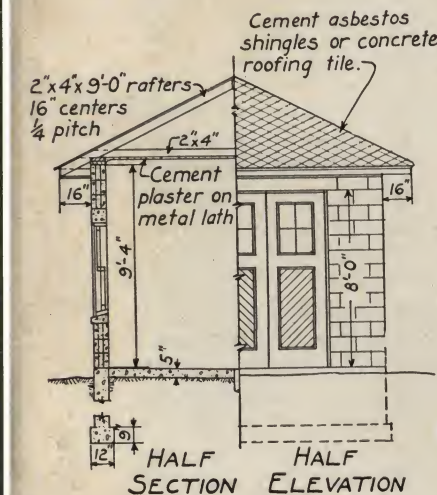 Cement asbestos
shingles or concrete
roofing tile.
2"x4"x9'-0" rafters
16" centers
1/4 pitch
2"x4"
16"
Cement
plaster on
metal lath
16"
9'-4"
8'-0"
5"
9"
12"
HALF
SECTION
HALF
ELEVATION